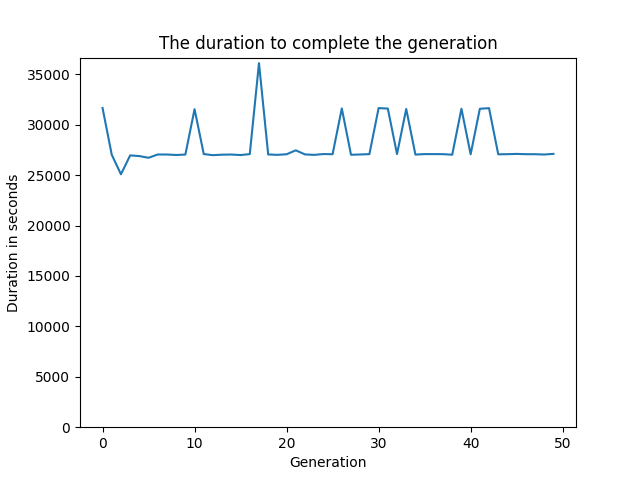 The duration to complete the generation
35000
30000
25000
20000
15000
10000
5000
0
Duration in seconds
0 10 20 30 40 50
Generation